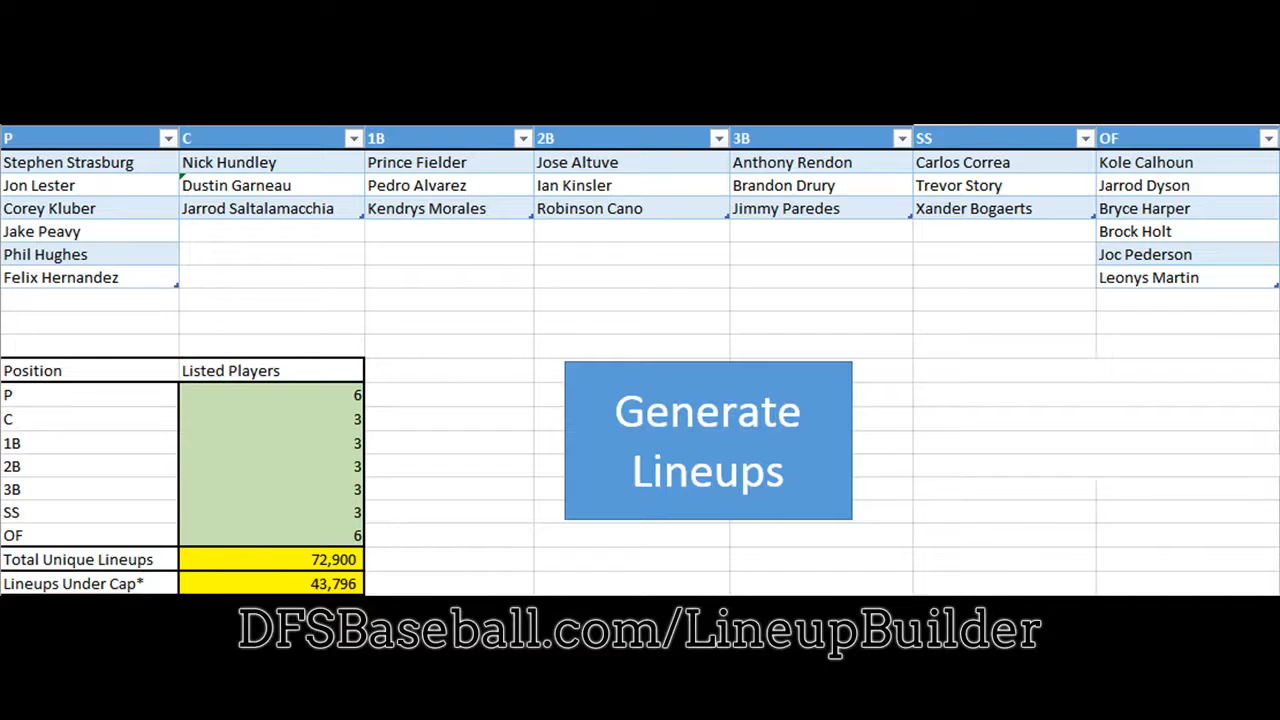 P C 1B 2B 3B SS OF
Stephen Strasburg Nick Hundley Prince Fielder Jose Altuve Anthony Rendon Carlos Correa Kole Calhoun
Jon Lester Dustin Garneau Pedro Alvarez Ian Kinsler Brandon Drury Trevor Story Jarrod Dyson
Corey Kluber Jarrod Saltalamacchia Kendrys Morales Robinson Cano Jimmy Paredes Xander Bogaerts Bryce Harper
Jake Peavy Brock Holt
Phil Hughes Joc Pederson
Felix Hernandez Leonys Martin
Position Listed Players
P 6
C 3
1B 3
2B 3
3B 3
SS 3
OF 6
Total Unique Lineups 72,900
Lineups Under Cap* 43,796
Generate
Lineups
DFSBaseball.com/LineupBuilder